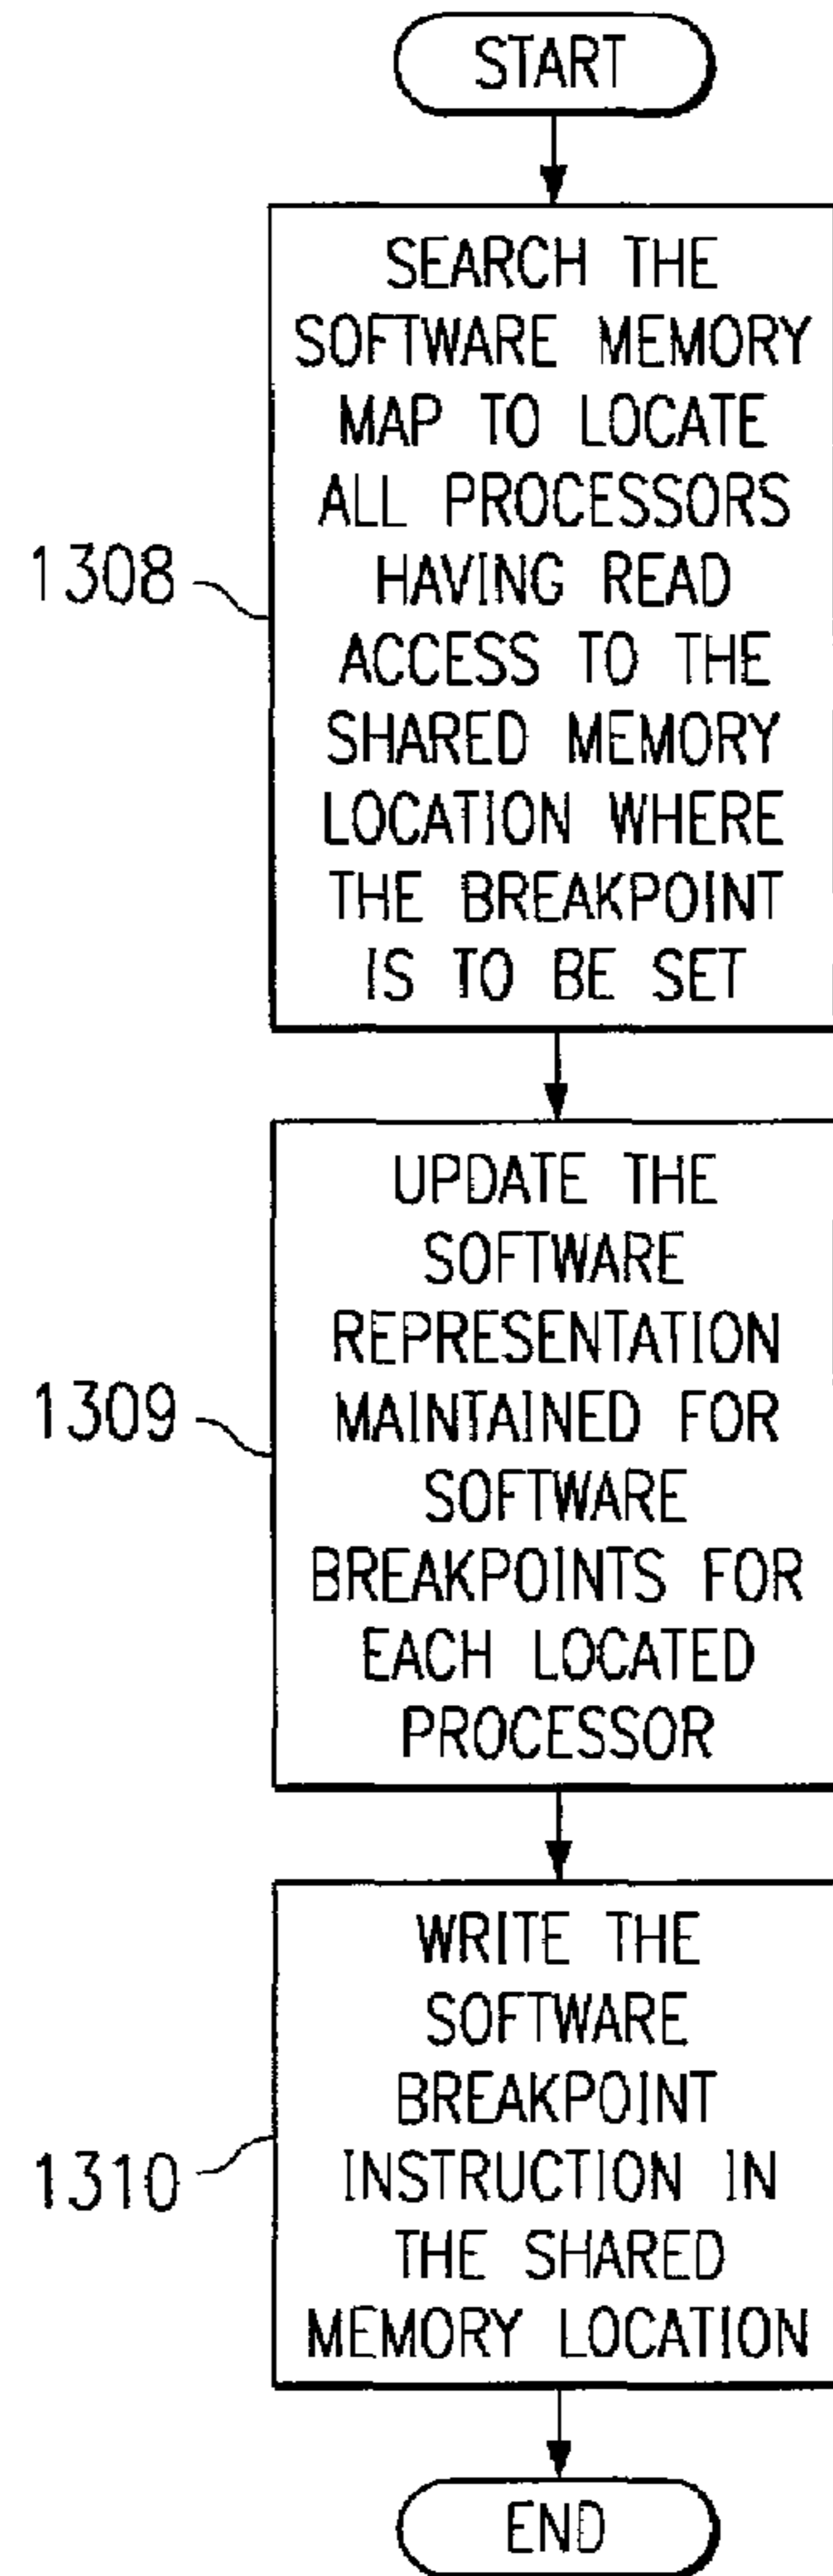 START
SEARCH THE
SOFTWARE MEMORY
MAP TO LOCATE
ALL PROCESSORS
HAVING READ
ACCESS TO THE
SHARED MEMORY
LOCATION WHERE
THE BREAKPOINT
IS TO BE SET
1308
UPDATE THE
SOFTWARE
REPRESENTATION
MAINTAINED FOR
SOFTWARE
BREAKPOINTS FOR
EACH LOCATED
PROCESSOR
1309
WRITE THE
SOFTWARE
BREAKPOINT
INSTRUCTION IN
THE SHARED
MEMORY LOCATION
1310
END